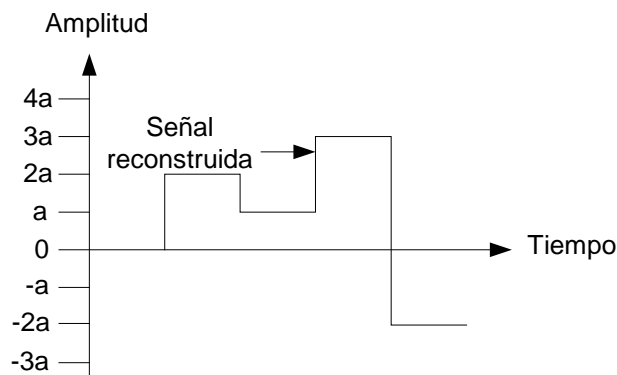 Amplitud
4a
3a
Señal
reconstruida
2a
a
0
Tiempo
-a
-2a
-3a